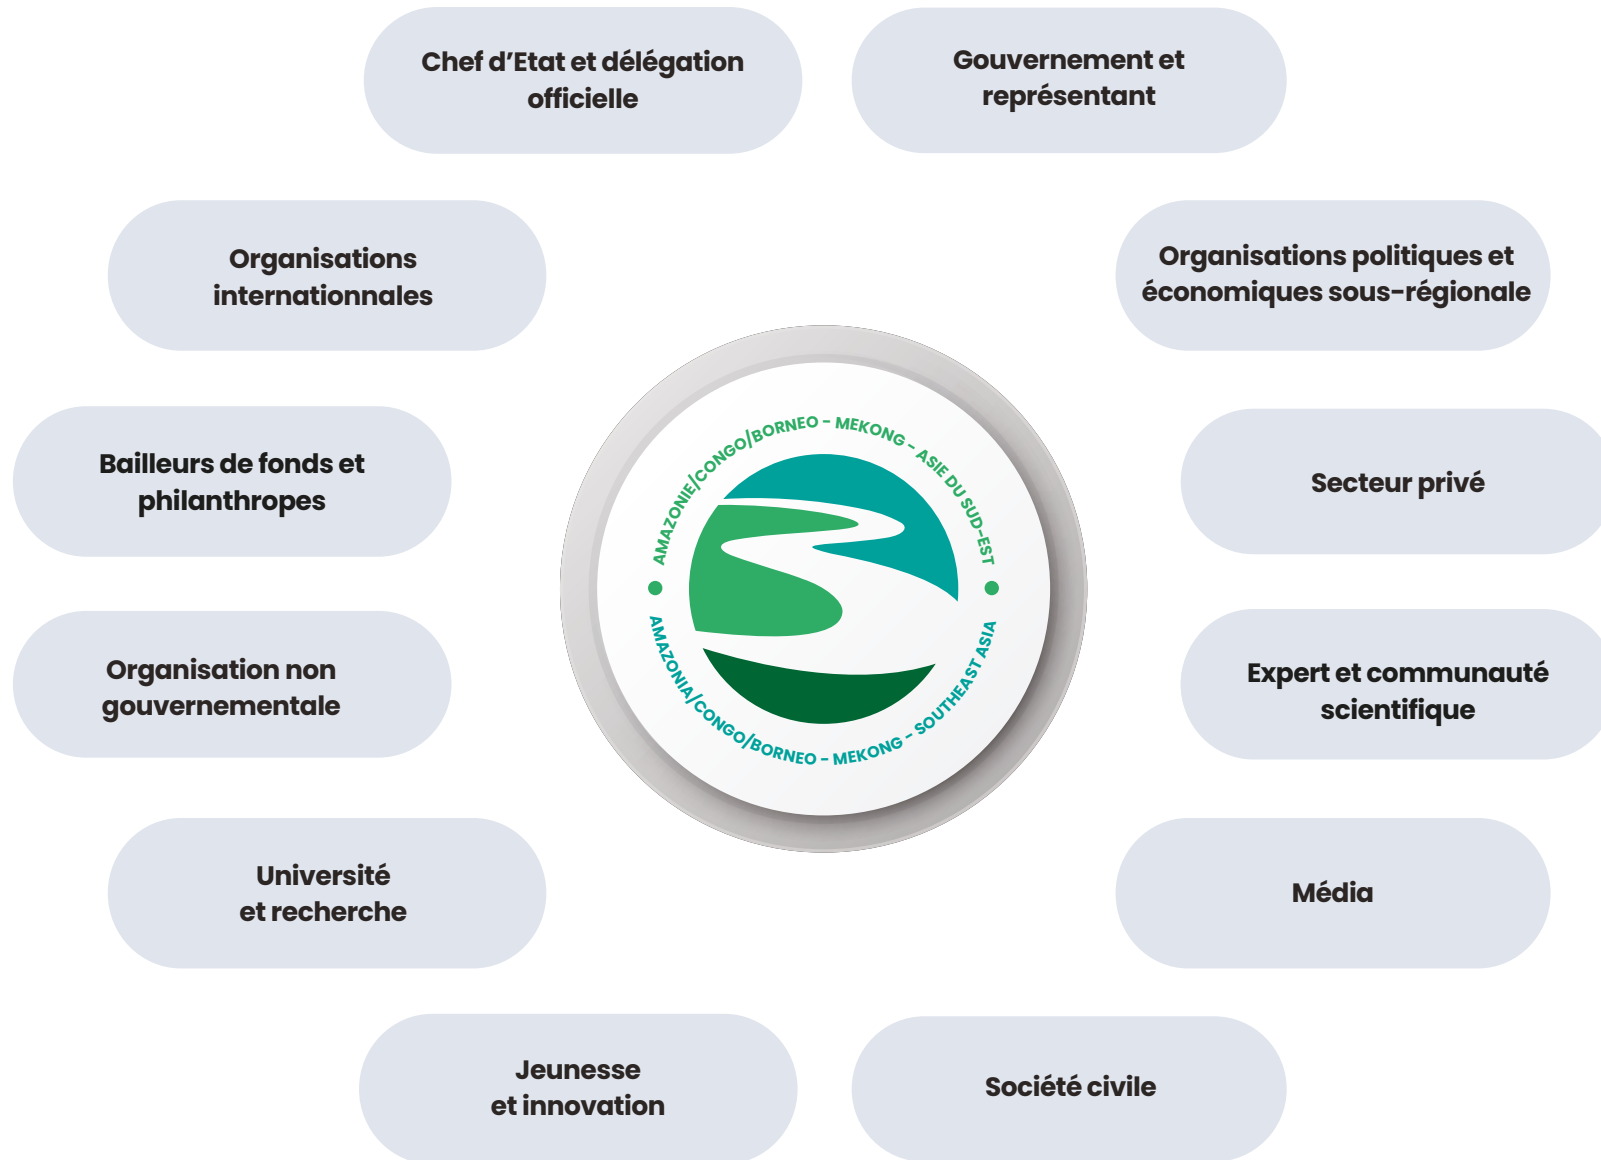 Chef d’Etat et délégation
officielle
Gouvernement et
représentant
Organisations
internationnales
Organisations politiques et
économiques sous-régionale
Bailleurs de fonds et
philanthropes
Secteur privé
AMAZONIE/CONGO/BORNEO - MEKONG - ASIE DU SUD-EST
AMAZONIA/CONGO/BORNEO - MEKONG - SOUTHEAST ASIA
Organisation non
gouvernementale
Expert et communauté
scientifique
Université
et recherche
Média
Jeunesse
et innovation
Société civile